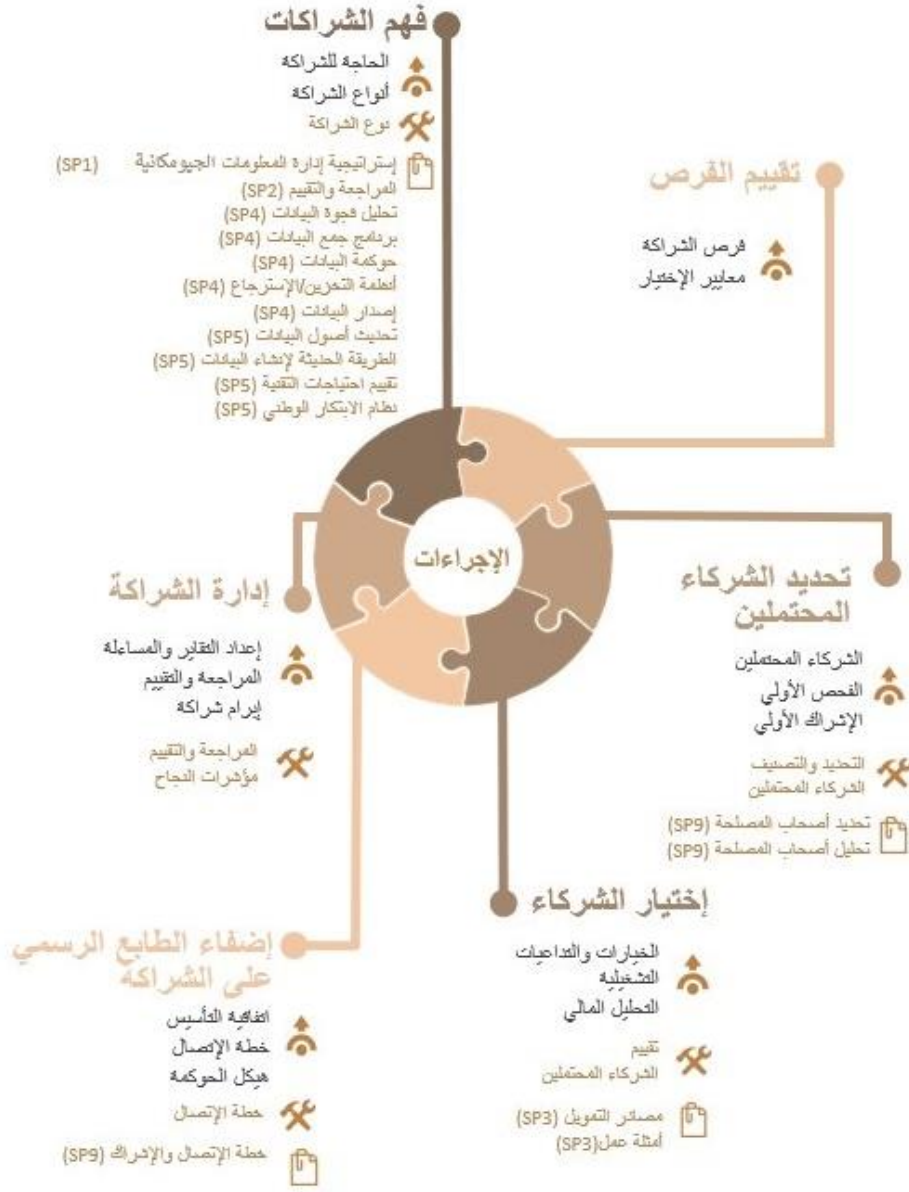 فهم الشراكات
الحاجة للشراكة
أنواع الشراكة
نوع الشراكة
إستراتيجية إدارة المعلومات الجيومكانية (SP1)
المراجعة والتقييم (SP2)
تحليل فجوة البيانات (SP4)
برنامج جمع البيانات (SP4)
حوكمة البيانات (SP4)
أنظمة التخزين/الإسترجاع (SP4)
إصدار البيانات (SP4)
تحديث أصول البيانات (SP5)
الطريقة الحديثة لإنشاء البيانات (SP5)
تقييم احتياجات التقنية (SP5)
نظام الابتكار الوطني (SP5)
تقييم الفرص
فرص الشراكة
معايير الإختيار
الإجراءات
تحديد الشركاء
المحتملين
الشركاء المحتملين
الفحص الأولي
الإشراك الأولي
التحديد والتصنيف
الشركاء المحتملين
تحديد أصحاب المصلحة (SP9)
تحليل أصحاب المصلحة (SP9)
إختيار الشركاء
الخيارات والتداعيات
التشغيلية
التحليل المالي
تقييم
الشركاء المحتملين
مصادر التمويل (SP3)
أمثلة عمل(SP3)
إضفاء الطابع الرسمي
على الشراكة
اتفاقية التأسيس
خطة الإتصال
هيكل الحوكمة
خطة الإتصال
خطة الإتصال والإشراك (SP9)
إدارة الشراكة
إعداد التقاير والمساءلة
المراجعة والتقييم
إبرام شراكة
المراجعة والتقييم
مؤشرات النجاح